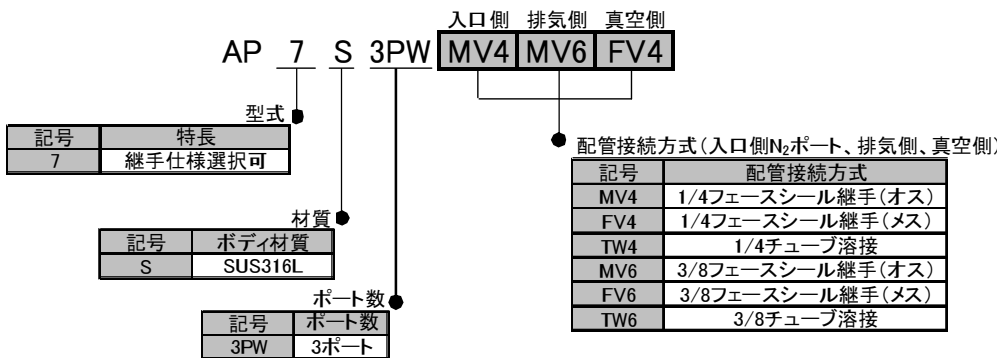 入口側 排気側 真空側
AP 7 S 3PW MV4 MV6 FV4
型式
記号 特長
7 継手仕様選択可
配管接続方式(入口側N₂ポート、排気側、真空側)
記号 配管接続方式
MV4 1/4フェースシール継手(オス)
FV4 1/4フェースシール継手(メス)
TW4 1/4チューブ溶接
MV6 3/8フェースシール継手(オス)
FV6 3/8フェースシール継手(メス)
TW6 3/8チューブ溶接
材質
記号 ボディ材質
S SUS316L
ポート数
記号 ポート数
3PW 3ポート